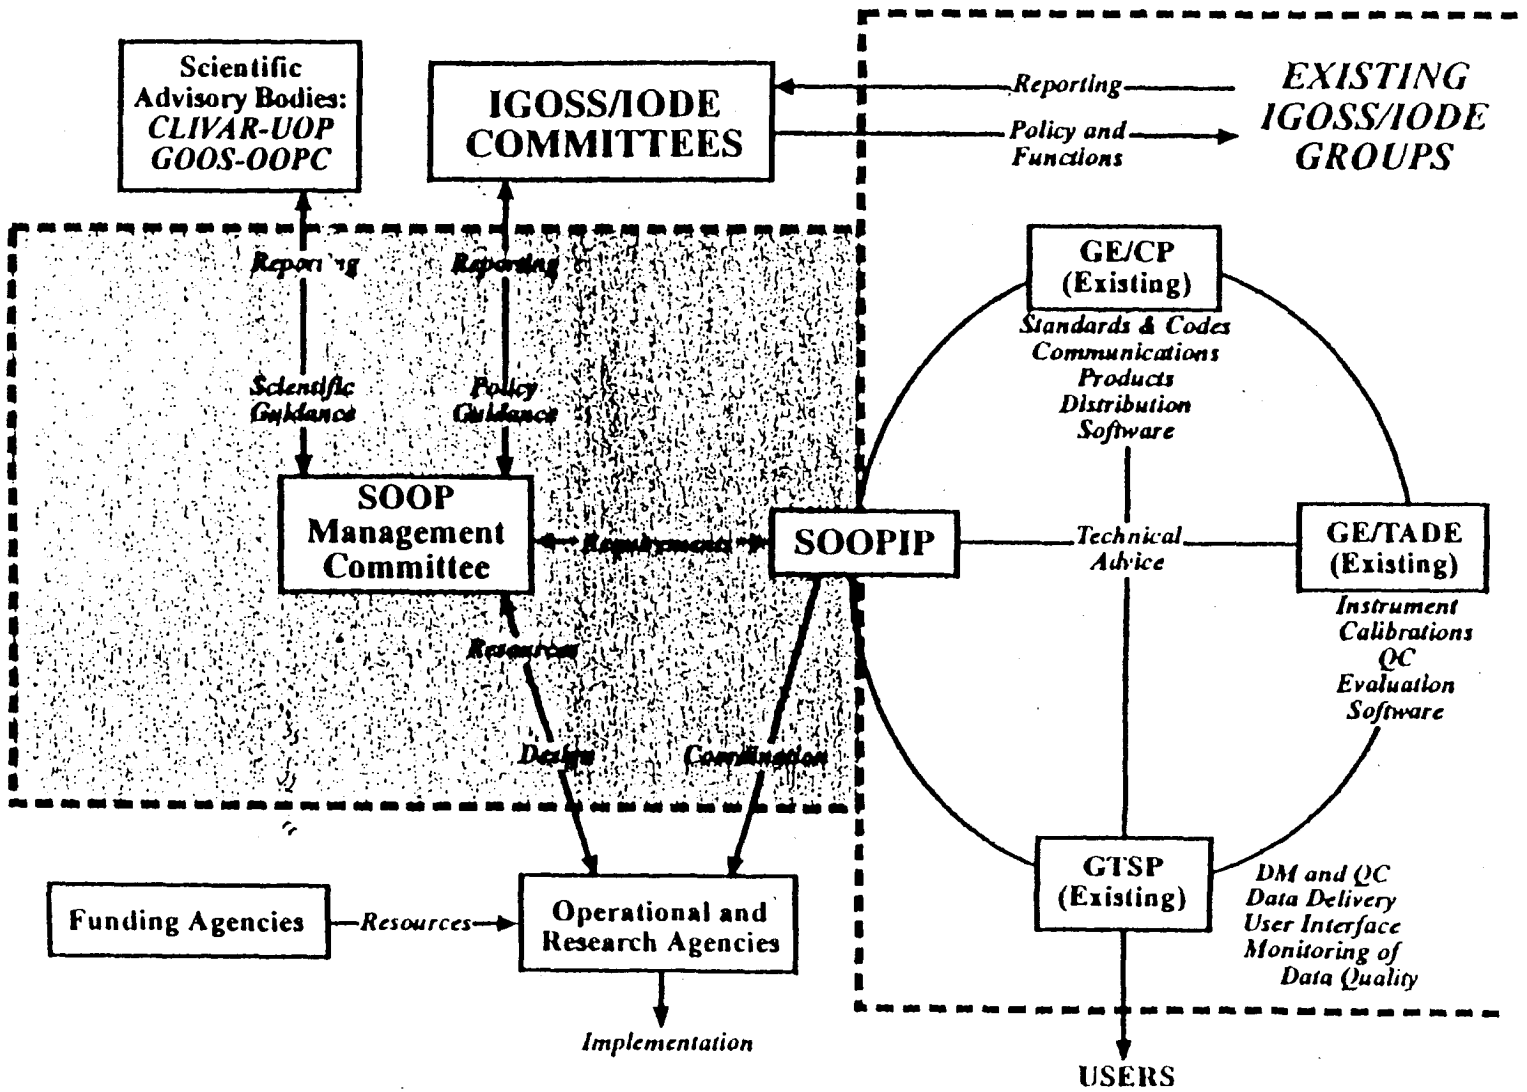 Scientific
Advisory Bodies:
CLIVAR-UOP
GOOS-OOPC
IGOSS/IODE
COMMITTEES
Reporting
Policy and
Functions
EXISTING
IGOSS/IODE
GROUPS
Reporting
Reporting
Scientific
Guidance
Policy
Guidance
SOOP
Management
Committee
Requirements
SOOPIP
Resources
Design
Coordination
GE/CP
(Existing)
Standards & Codes
Communications
Products
Distribution
Software
Technical
Advice
GE/TADE
(Existing)
Instrument
Calibrations
QC
Evaluation
Software
GTSP
(Existing)
DM and QC
Data Delivery
User Interface
Monitoring of
Data Quality
Funding Agencies
Resources
Operational and
Research Agencies
Implementation
USERS